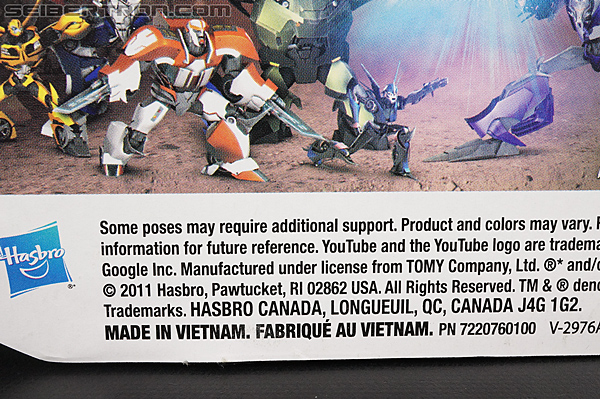 SEIBERTRON.COM
Hasbro
®*
Some poses may require additional support. Product and colors may vary.
information for future reference. YouTube and the YouTube logo are
Google Inc. Manufactured under license from TOMY Company, Ltd. ®* and/
© 2011 Hasbro, Pawtucket, RI 02862 USA. All Rights Reserved. TM & ®
Trademarks. HASBRO CANADA, LONGUEUIL, QC, CANADA J4G 1G2.
MADE IN VIETNAM. FABRIQUÉ AU VIETNAM. PN 7220760100 V-2976A